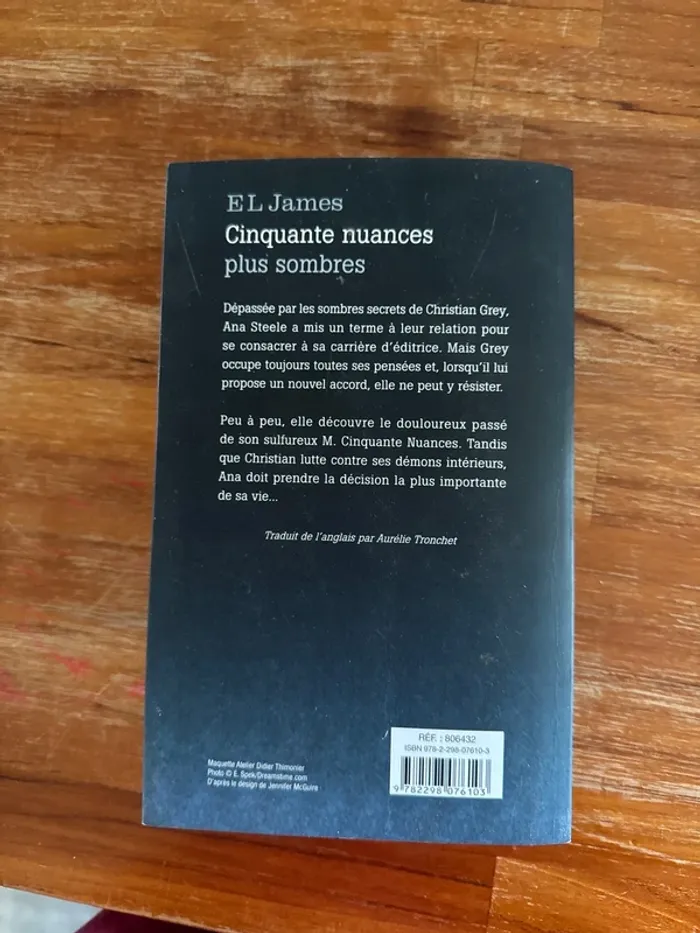 E L James
Cinquante nuances
plus sombres
Dépassée par les sombres secrets de Christian Grey,
Ana Steele a mis un terme à leur relation pour
se consacrer à sa carrière d'éditrice. Mais Grey
occupe toujours toutes ses pensées et, lorsqu'il lui
propose un nouvel accord, elle ne peut y résister.
Peu à peu, elle découvre le douloureux passé
de son sulfureux M. Cinquante Nuances. Tandis
que Christian lutte contre ses démons intérieurs,
Ana doit prendre la décision la plus importante
de sa vie...
Traduit de l'anglais par Aurélie Tronchet
RÉF. : 806432
ISBN 978-2-298-07610-3
9 782298 076103
Maquette Atelier Didier Thimonier
Photo © E. Spek/Dreamstime.com
D'après le design de Jennifer McGuire